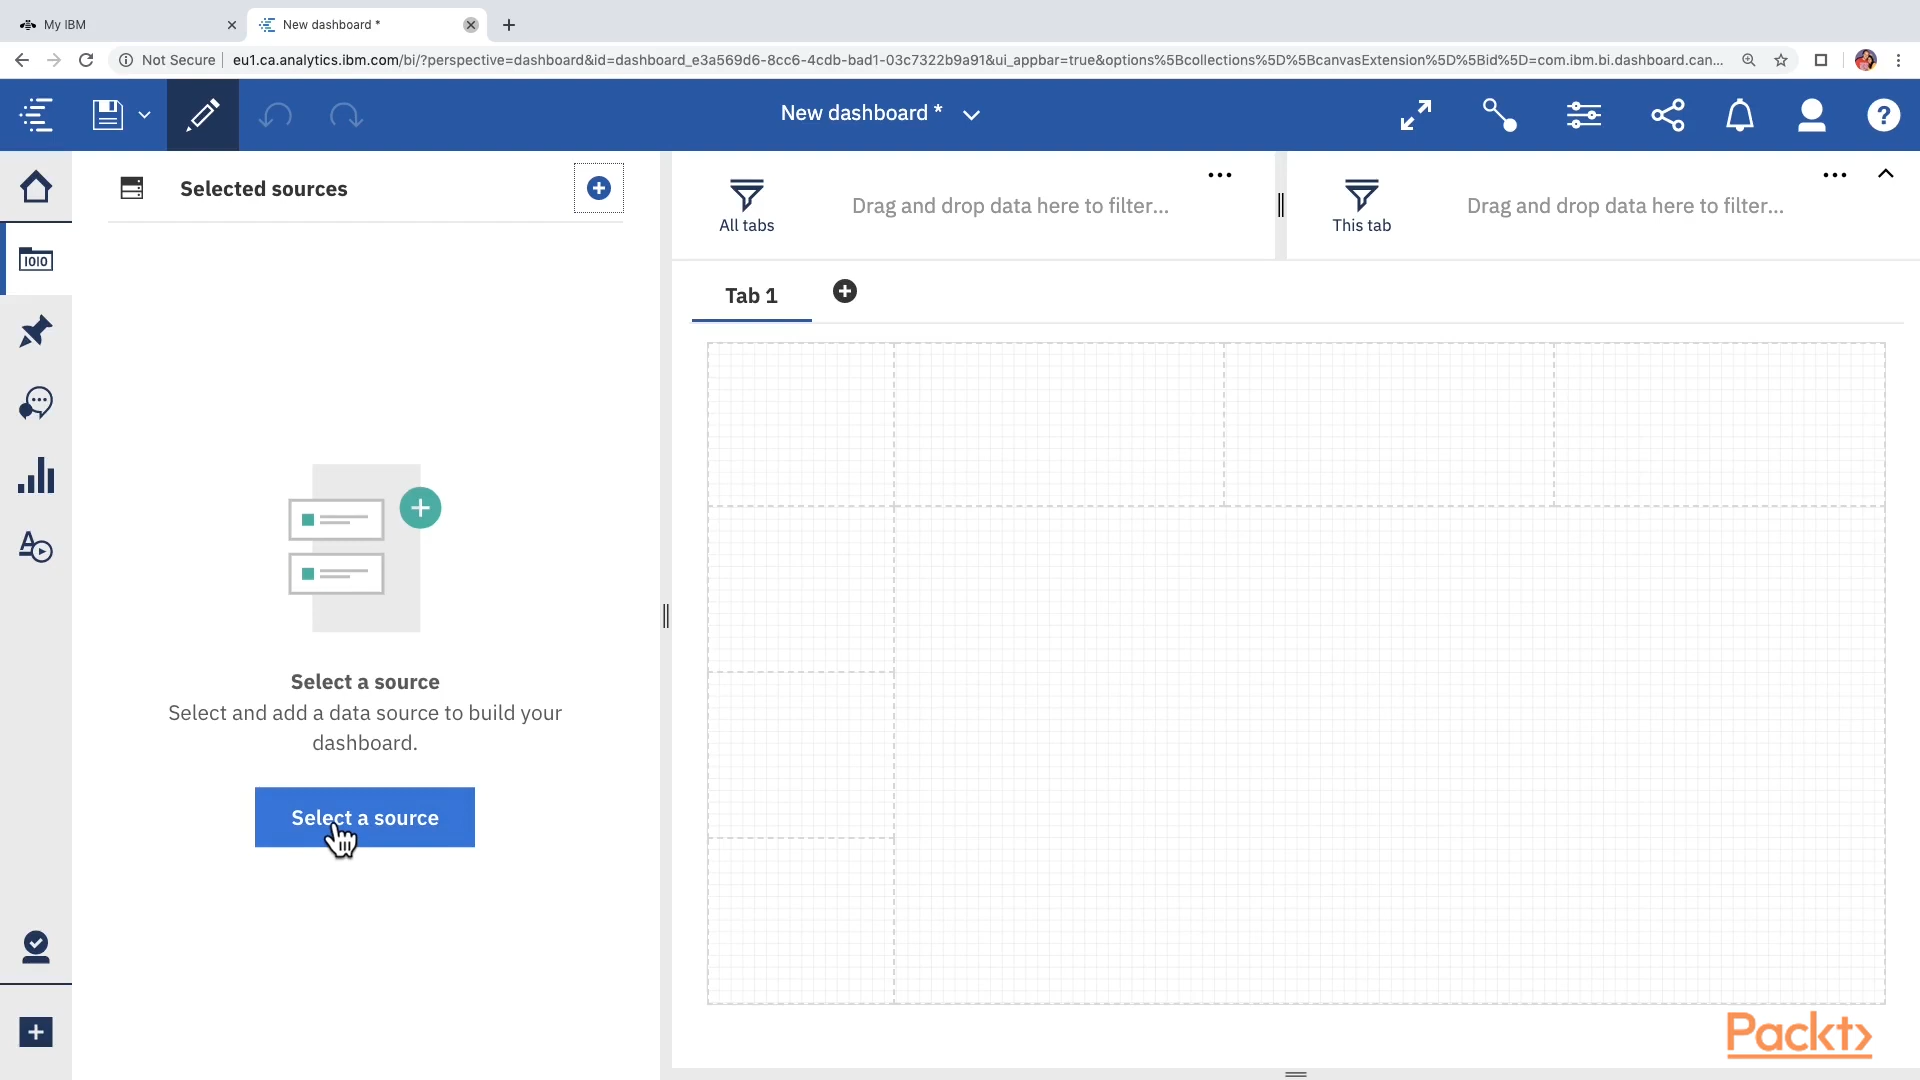 My IBM
New dashboard *
Not Secure
eu1.ca.analytics.ibm.com/bi/?perspective=dashboard&id=dashboard_e3a569d6-8cc6-4cdb-bad1-03c7322b9a91&ui_appbar=true&options%5Bcollections%5D%5BcanvasExtension%5D%5Bid%5D=com.ibm.bi.dashboard.can...
New dashboard *
?
Selected sources
All tabs
Drag and drop data here to filter...
This tab
Drag and drop data here to filter...
1010
Tab 1
A
Select a source
Select and add a data source to build your
dashboard.
Select a source
Packt>